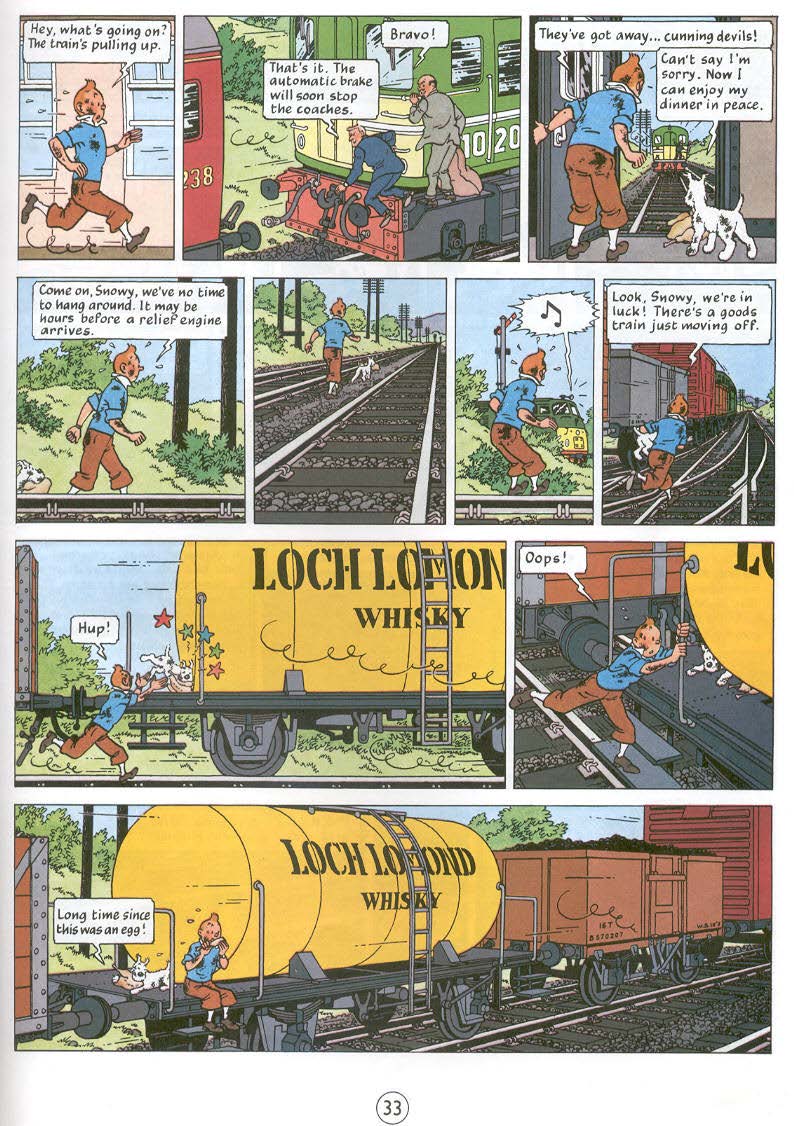 Hey, what's going on?
The train's pulling up.
Bravo!
That's it. The
automatic brake
will soon stop
the coaches.
238
10 20
They've got away... cunning devils!
Can't say I'm
sorry. Now I
can enjoy my
dinner in peace.
Come on, Snowy, we've no time
to hang around. It may be
hours before a relief engine
arrives.
Look, Snowy, we're in
luck! There's a goods
train just moving off.
Hup!
LOCH LOMON
WHISKY
Oops!
LO
Long time since
this was an egg!
LOCH LOMOND
WHISKY
16T
B570207
33